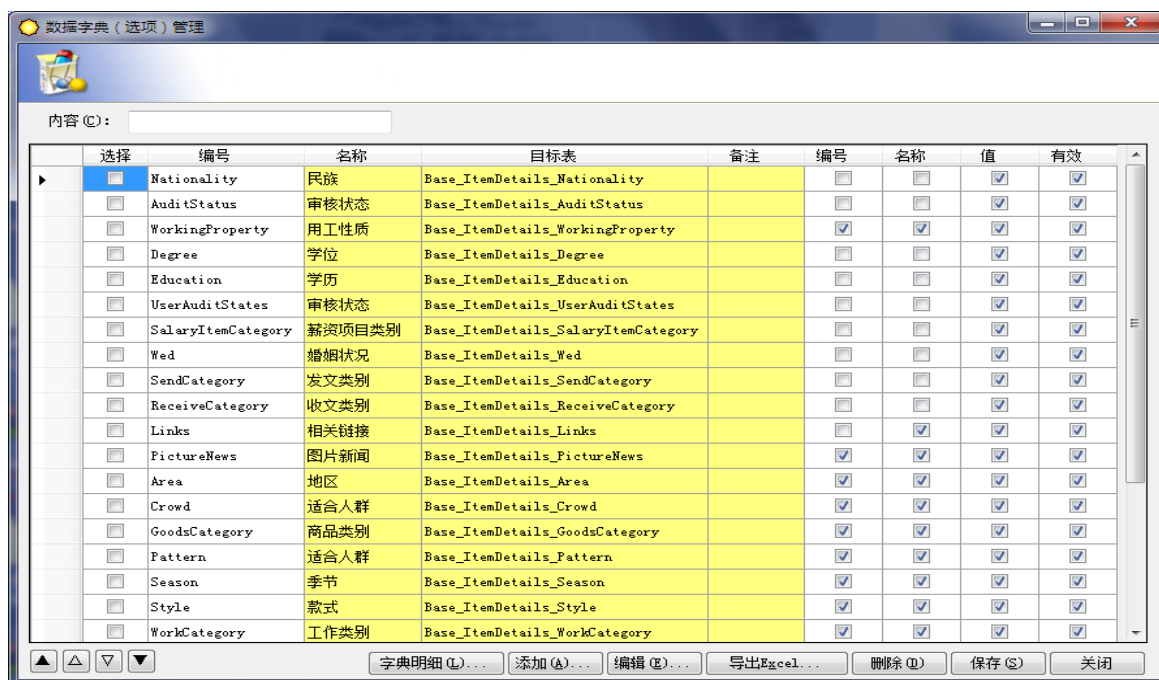 数据字典（选项）管理
内容(C)：
选择 编号 名称 目标表 备注 编号 名称 值 有效
Nationality 民族 Base_ItemDetails_Nationality
AuditStatus 审核状态 Base_ItemDetails_AuditStatus
WorkingProperty 用工性质 Base_ItemDetails_WorkingProperty
Degree 学位 Base_ItemDetails_Degree
Education 学历 Base_ItemDetails_Education
UserAuditStates 审核状态 Base_ItemDetails_UserAuditStates
SalaryItemCategory 薪资项目类别 Base_ItemDetails_SalaryItemCategory
Wed 婚姻状况 Base_ItemDetails_Wed
SendCategory 发文类别 Base_ItemDetails_SendCategory
ReceiveCategory 收文类别 Base_ItemDetails_ReceiveCategory
Links 相关链接 Base_ItemDetails_Links
PictureNews 图片新闻 Base_ItemDetails_PictureNews
Area 地区 Base_ItemDetails_Area
Crowd 适合人群 Base_ItemDetails_Crowd
GoodsCategory 商品类别 Base_ItemDetails_GoodsCategory
Pattern 适合人群 Base_ItemDetails_Pattern
Season 季节 Base_ItemDetails_Season
Style 款式 Base_ItemDetails_Style
WorkCategory 工作类别 Base_ItemDetails_WorkCategory
字典明细(L)... 添加(A)... 编辑(E)... 导出Excel... 删除(D) 保存(S) 关闭